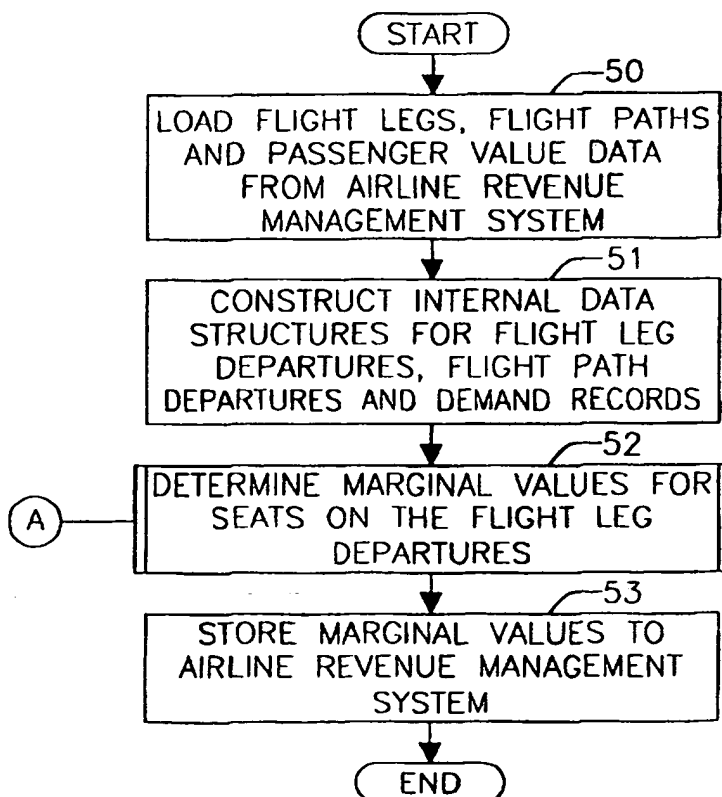 START
50
LOAD FLIGHT LEGS, FLIGHT PATHS
AND PASSENGER VALUE DATA
FROM AIRLINE REVENUE
MANAGEMENT SYSTEM
51
CONSTRUCT INTERNAL DATA
STRUCTURES FOR FLIGHT LEG
DEPARTURES, FLIGHT PATH
DEPARTURES AND DEMAND RECORDS
52
A
DETERMINE MARGINAL VALUES FOR
SEATS ON THE FLIGHT LEG
DEPARTURES
53
STORE MARGINAL VALUES TO
AIRLINE REVENUE MANAGEMENT
SYSTEM
END